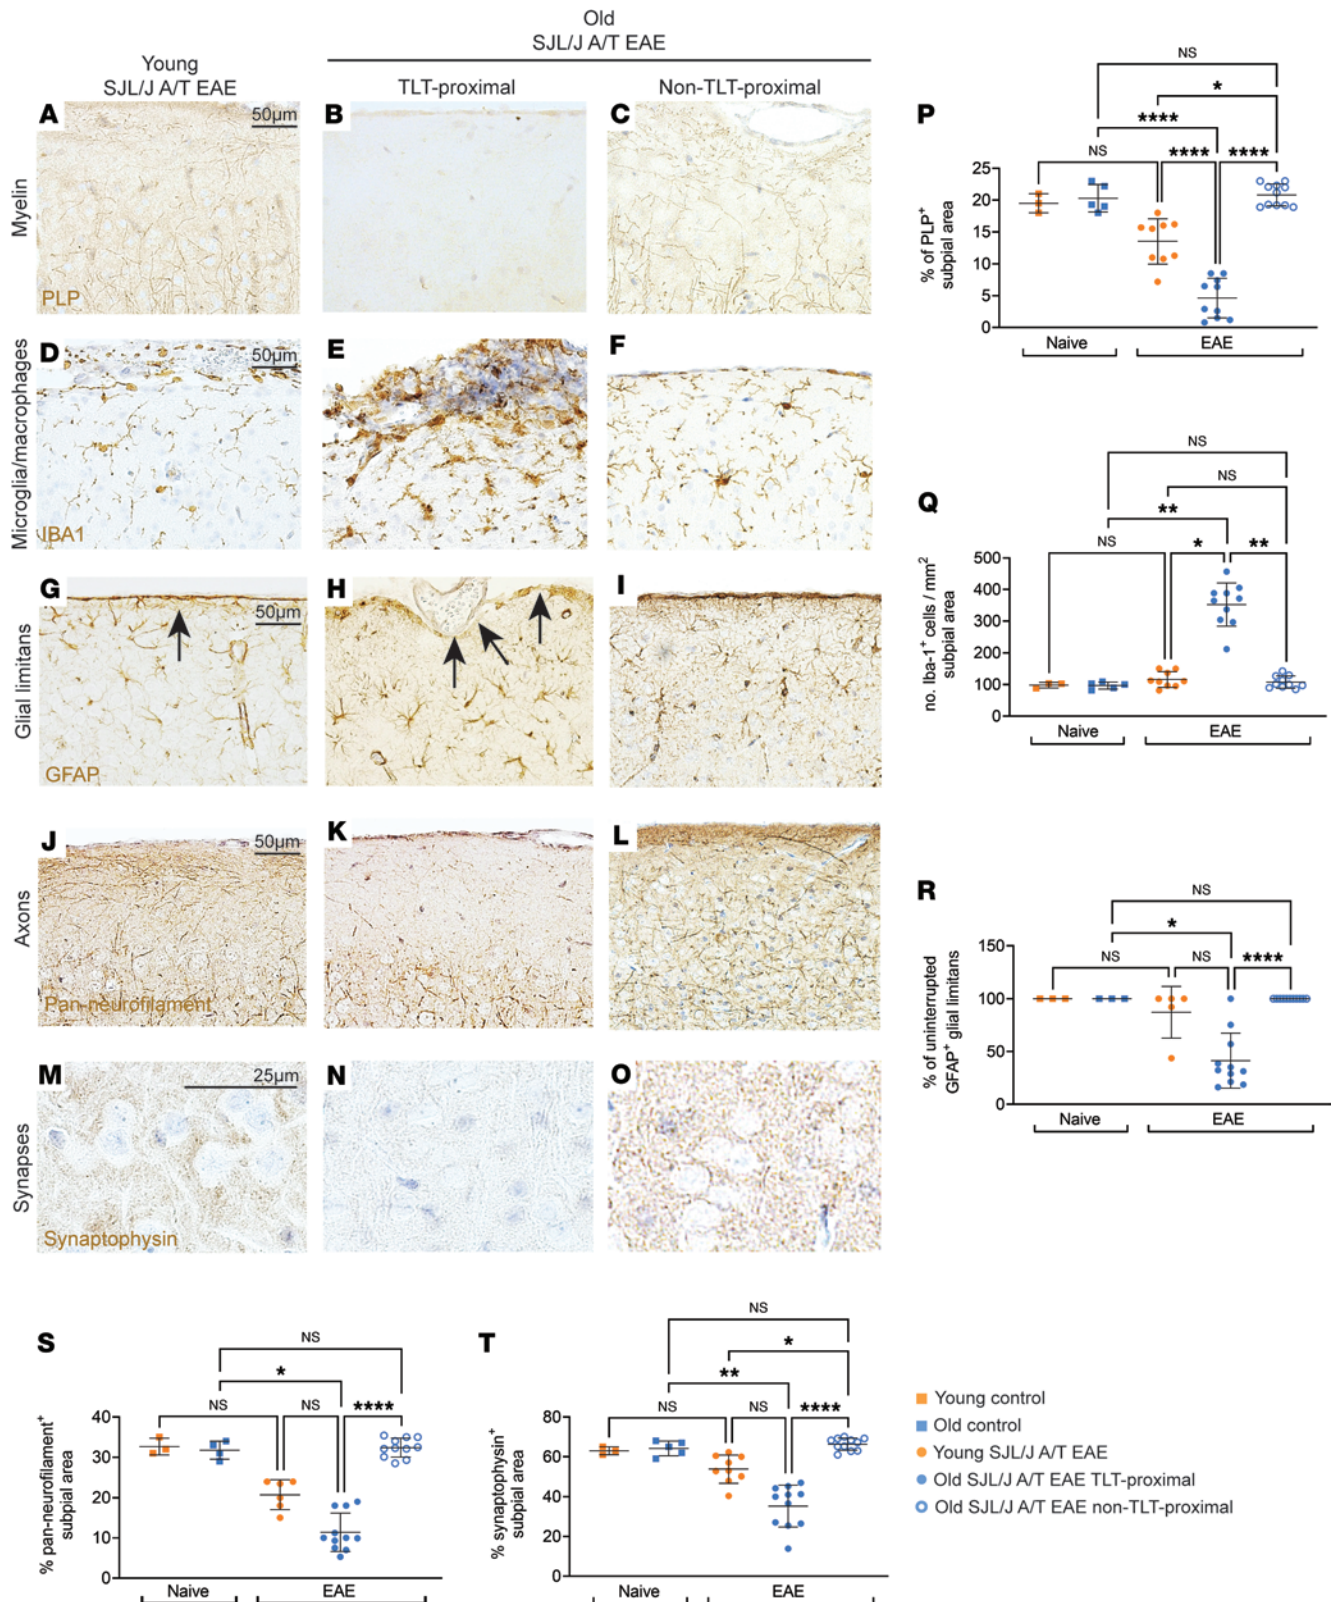 Old
SJL/J A/T EAE
Young
SJL/J A/T EAE
TLT-proximal
Non-TLT-proximal
Myelin
A
50µm
PLP
B
C
Microglia/macrophages
D
50µm
IBA1
E
F
Glial limitans
G
50µm
GFAP
H
I
Axons
J
50µm
Pan-neurofilament
K
L
Synapses
M
25µm
Synaptophysin
N
O
P
NS
*
****
NS
****
****
% of PLP+
subpial area
25
20
15
10
5
0
Naive
EAE
Q
NS
NS
**
NS
*
**
no. Iba-1+ cells / mm2
subpial area
500
400
300
200
100
0
Naive
EAE
R
NS
*
NS
NS
****
% of uninterrupted
GFAP+ glial limitans
150
100
50
0
Naive
EAE
S
NS
*
NS
NS
****
% pan-neurofilament+
subpial area
40
30
20
10
0
Naive
EAE
T
NS
*
**
NS
NS
****
% synaptophysin+
subpial area
80
60
40
20
0
Naive
EAE
Young control
Old control
Young SJL/J A/T EAE
Old SJL/J A/T EAE TLT-proximal
Old SJL/J A/T EAE non-TLT-proximal